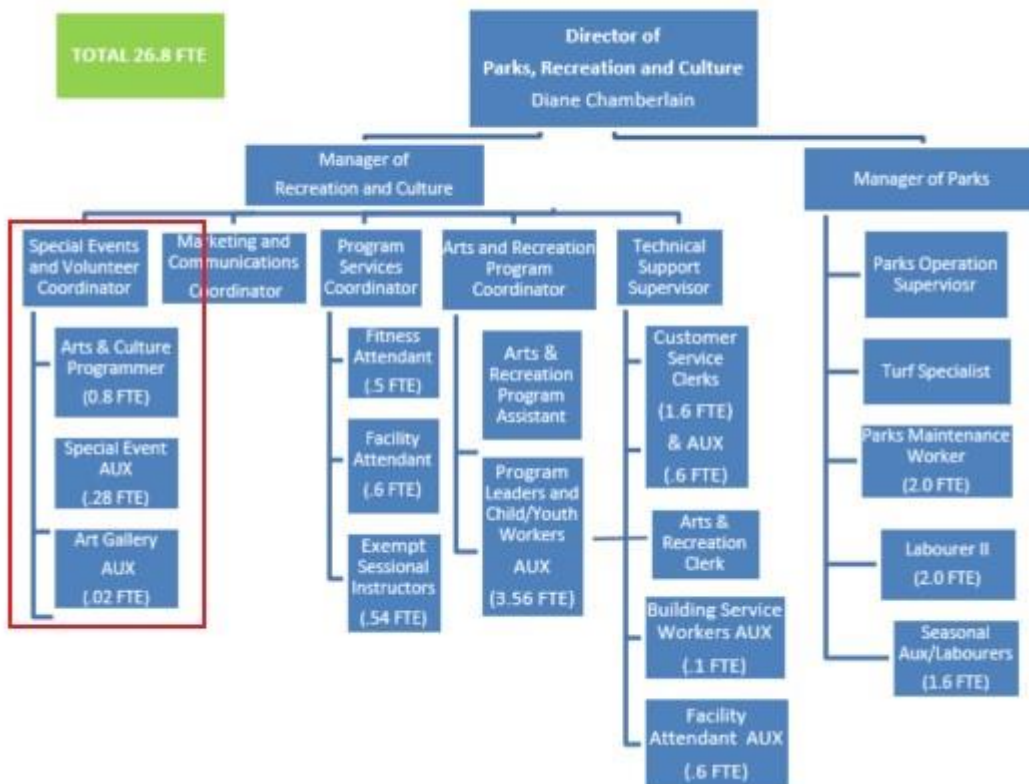 TOTAL 26.8 FTE
Director of
Parks, Recreation and Culture
Diane Chamberlain
Manager of
Recreation and Culture
Manager of Parks
Special Events
and Volunteer
Coordinator
Marketing and
Communications
Coordinator
Program
Services
Coordinator
Arts and Recreation
Program
Coordinator
Technical
Support
Supervisor
Arts & Culture
Programmer
(0.8 FTE)
Special Event
AUX
(.28 FTE)
Art Gallery
AUX
(.02 FTE)
Fitness
Attendant
(.5 FTE)
Facility
Attendant
(.6 FTE)
Exempt
Sessional
Instructors
(.54 FTE)
Arts &
Recreation
Program
Assistant
Program
Leaders and
Child/Youth
Workers
AUX
(3.56 FTE)
Customer
Service
Clerks
(1.6 FTE)
& AUX
(.6 FTE)
Arts &
Recreation
Clerk
Building Service
Workers AUX
(.1 FTE)
Facility
Attendant AUX
(.6 FTE)
Parks Operation
Superviosr
Turf Specialist
Parks Maintenance
Worker
(2.0 FTE)
Labourer II
(2.0 FTE)
Seasonal
Aux/Labourers
(1.6 FTE)